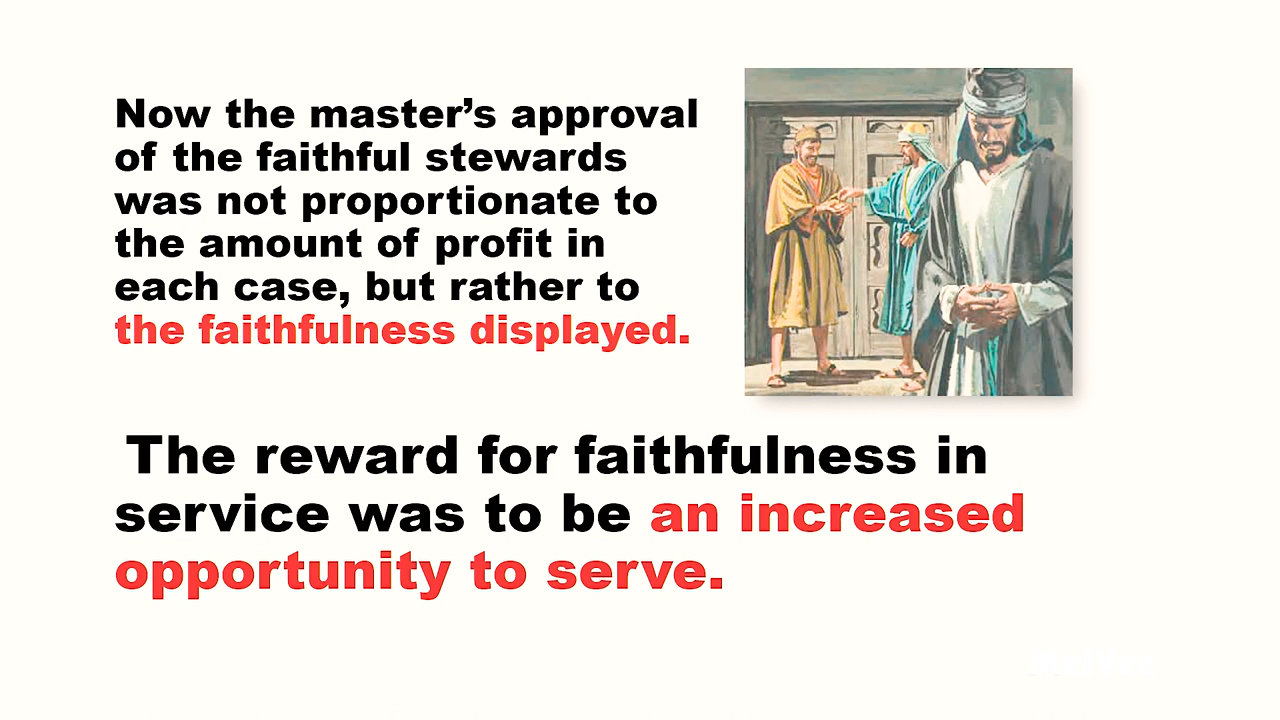 Now the master’s approval
of the faithful stewards
was not proportionate to
the amount of profit in
each case, but rather to
the faithfulness displayed.
The reward for faithfulness in
service was to be an increased
opportunity to serve.